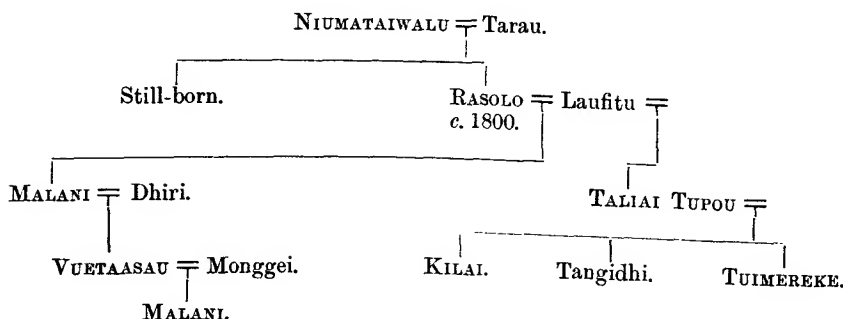 NIUMATAIWALU = Tarau.
Still-born. RASOLO = Laufitu =
c. 1800.
MALANI = Dhiri. TALIAI TUPOU =
VUETAASAU = Monggei. KILAI. Tangidhi. TUIMEREKE.
MALANI.